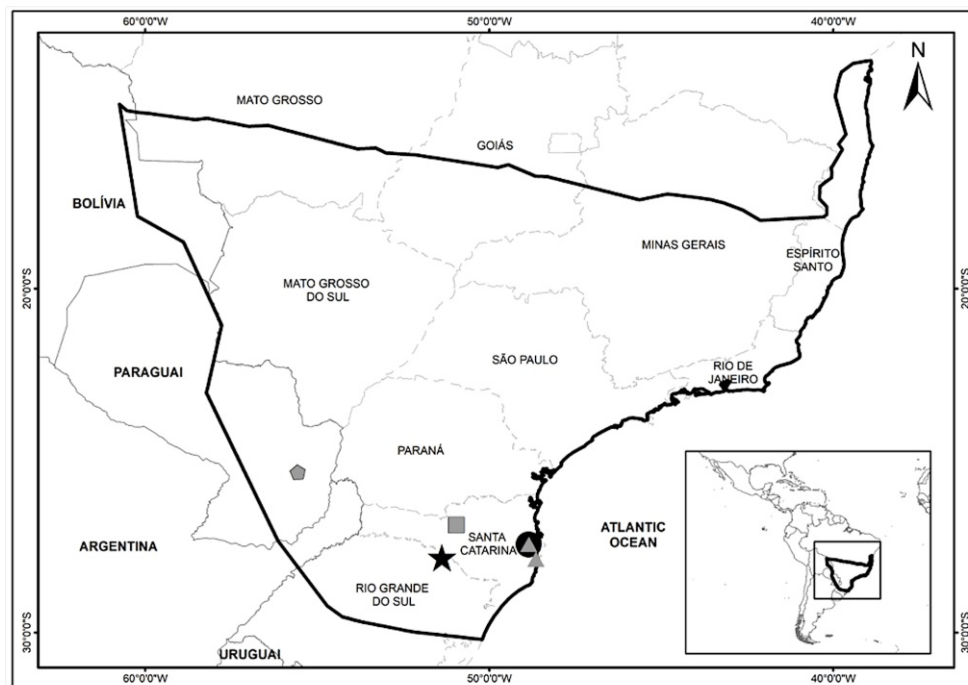 60°0'0"W 50°0'0"W 40°0'0"W
N
MATO GROSSO
GOIÁS
BOLÍVIA
MINAS GERAIS
ESPÍRITO
SANTO
MATO GROSSO
DO SUL
20°0'0"S
20°0'0"S
SÃO PAULO
PARAGUAI
RIO DE
JANEIRO
PARANÁ
SANTA
CATARINA
ATLANTIC
OCEAN
ARGENTINA
RIO GRANDE
DO SUL
30°0'0"S
30°0'0"S
URUGUAI
60°0'0"W 50°0'0"W 40°0'0"W